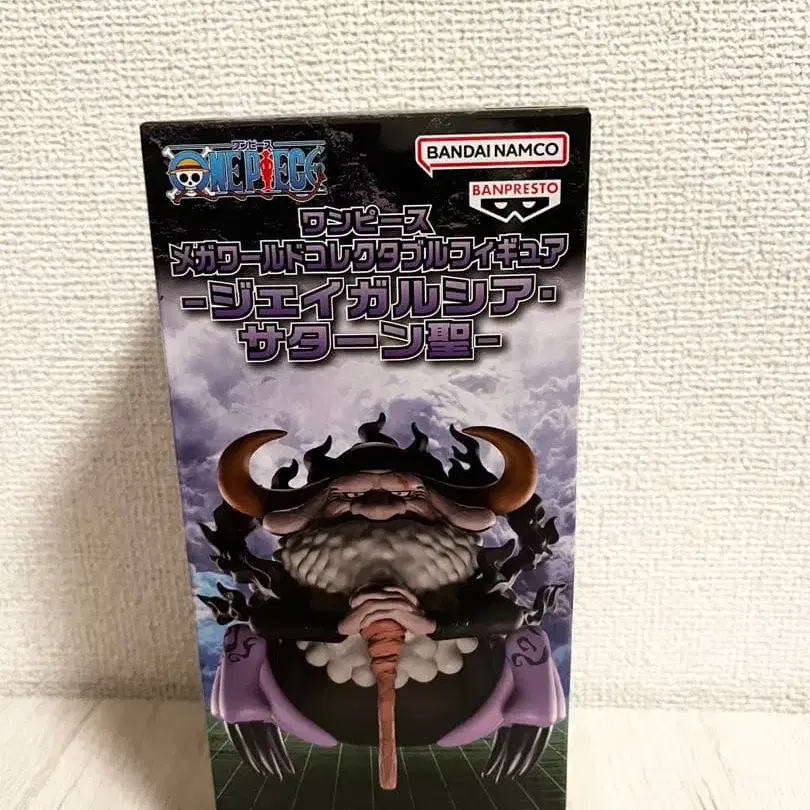 ワンピース
ONE PIECE
BANDAI NAMCO
BANPRESTO
ワンピース
メガワールドコレクタブルフィギュア
-ジェイガルシア・
サターン聖-